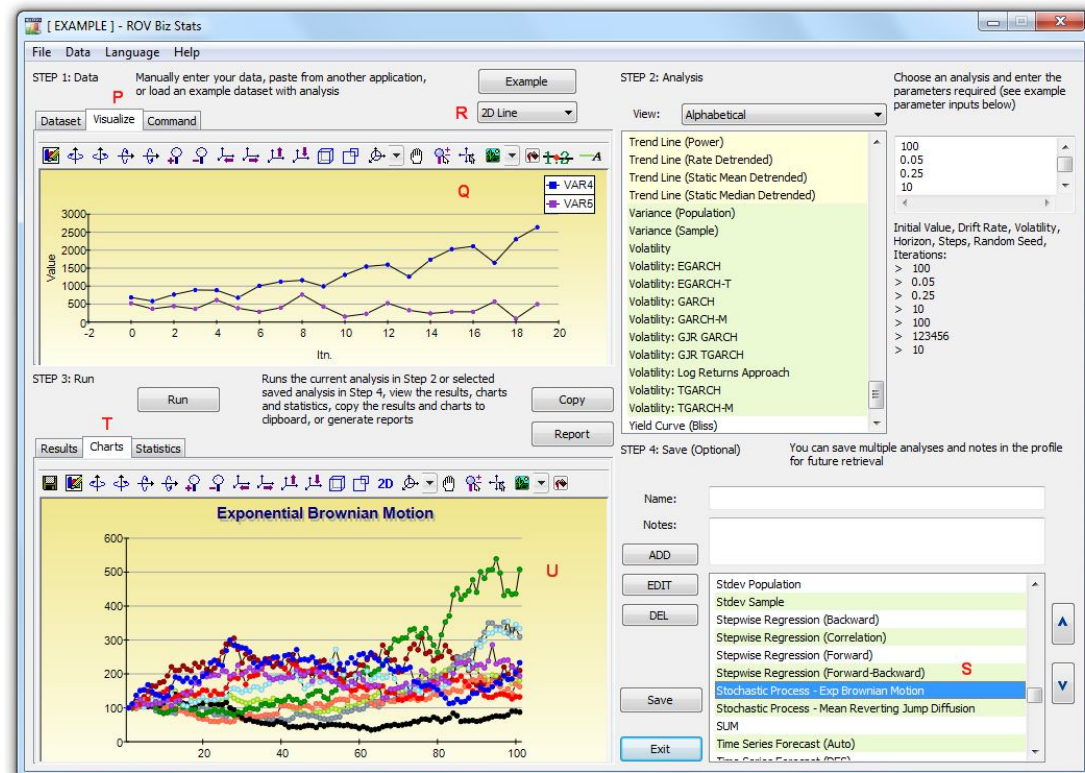 [ EXAMPLE ] - ROV Biz Stats
File Data Language Help
STEP 1: Data
Manually enter your data, paste from another application,
or load an example dataset with analysis
Example
P
R
2D Line
Dataset Visualize Command
A
Q
VAR4
VAR5
3000
2500
2000
1500
1000
500
0
Value
-2 0 2 4 6 8 10 12 14 16 18 20
Itn.
STEP 2: Analysis
View: Alphabetical
Trend Line (Power)
Trend Line (Rate Detrended)
Trend Line (Static Mean Detrended)
Trend Line (Static Median Detrended)
Variance (Population)
Variance (Sample)
Volatility
Volatility: EGARCH
Volatility: EGARCH-T
Volatility: GARCH
Volatility: GARCH-M
Volatility: GJR GARCH
Volatility: GJR TGARCH
Volatility: Log Returns Approach
Volatility: TGARCH
Volatility: TGARCH-M
Yield Curve (Bliss)
Choose an analysis and enter the
parameters required (see example
parameter inputs below)
100
0.05
0.25
10
Initial Value, Drift Rate, Volatility,
Horizon, Steps, Random Seed,
Iterations:
> 100
> 0.05
> 0.25
> 10
> 100
> 123456
> 10
STEP 3: Run
Run
Runs the current analysis in Step 2 or selected
saved analysis in Step 4, view the results, charts
and statistics, copy the results and charts to
clipboard, or generate reports
Copy
Report
T
Results Charts Statistics
2D
Exponential Brownian Motion
600
500
400
300
200
100
0
20 40 60 80 100
U
STEP 4: Save (Optional)
You can save multiple analyses and notes in the profile
for future retrieval
Name:
Notes:
ADD
EDIT
DEL
Save
Exit
Stdev Population
Stdev Sample
Stepwise Regression (Backward)
Stepwise Regression (Correlation)
Stepwise Regression (Forward)
Stepwise Regression (Forward-Backward)
S
Stochastic Process - Exp Brownian Motion
Stochastic Process - Mean Reverting Jump Diffusion
SUM
Time Series Forecast (Auto)